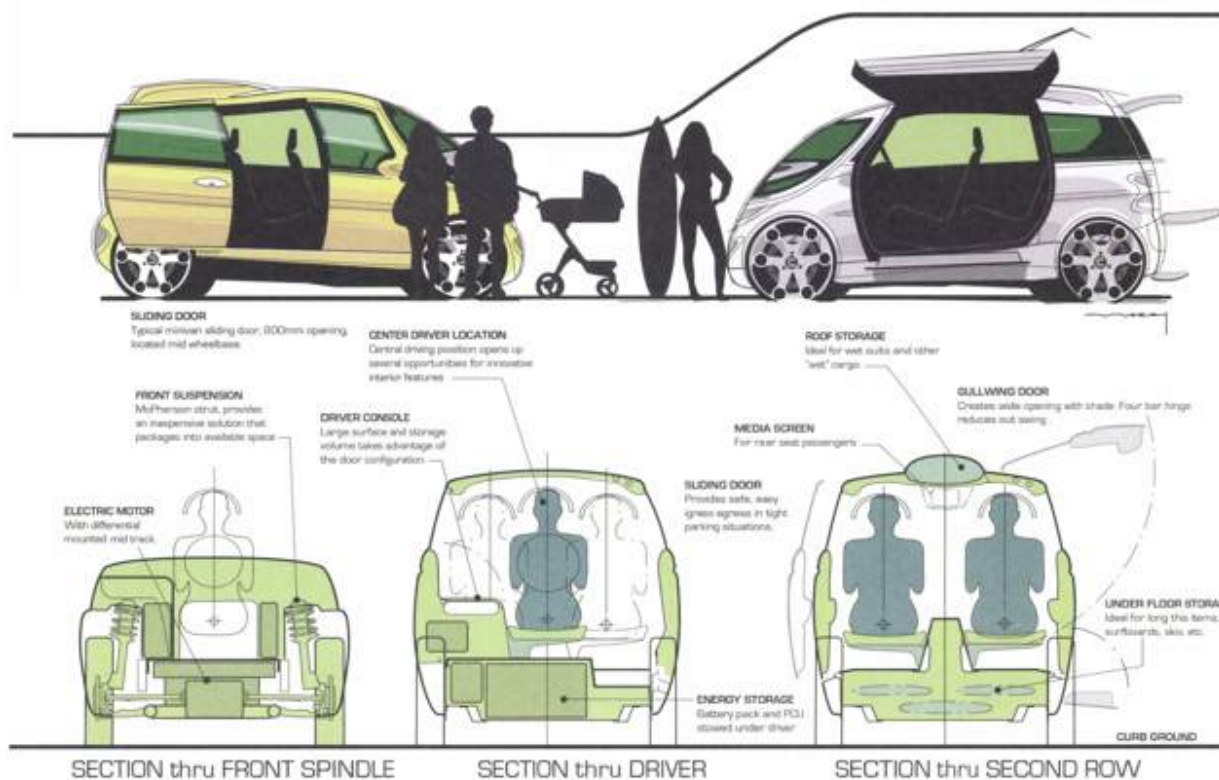 SLIDING DOOR
Typical minivan sliding door, 800mm opening,
located mid wheelbase.
CENTER DRIVER LOCATION
Central driving position opens up
several opportunities for innovative
interior features
ROOF STORAGE
Ideal for wet suits and other
"wet" cargo
FRONT SUSPENSION
McPherson strut, provides
an inexpensive solution that
packages into available space
GULLWING DOOR
Creates wide opening with shade. Four bar hinge
reduces out swing
DRIVER CONSOLE
Large surface and storage
volume takes advantage of
the door configuration
MEDIA SCREEN
For rear seat passengers
SLIDING DOOR
Provides safe, easy
igress egress in tight
parking situations.
ELECTRIC MOTOR
With differential
mounted mid track
UNDER FLOOR STORA
Ideal for long thin items,
surfboards, skis, etc.
ENERGY STORAGE
Battery pack and PCU
stowed under driver
CURB GROUND
SECTION thru FRONT SPINDLE
SECTION thru DRIVER
SECTION thru SECOND ROW